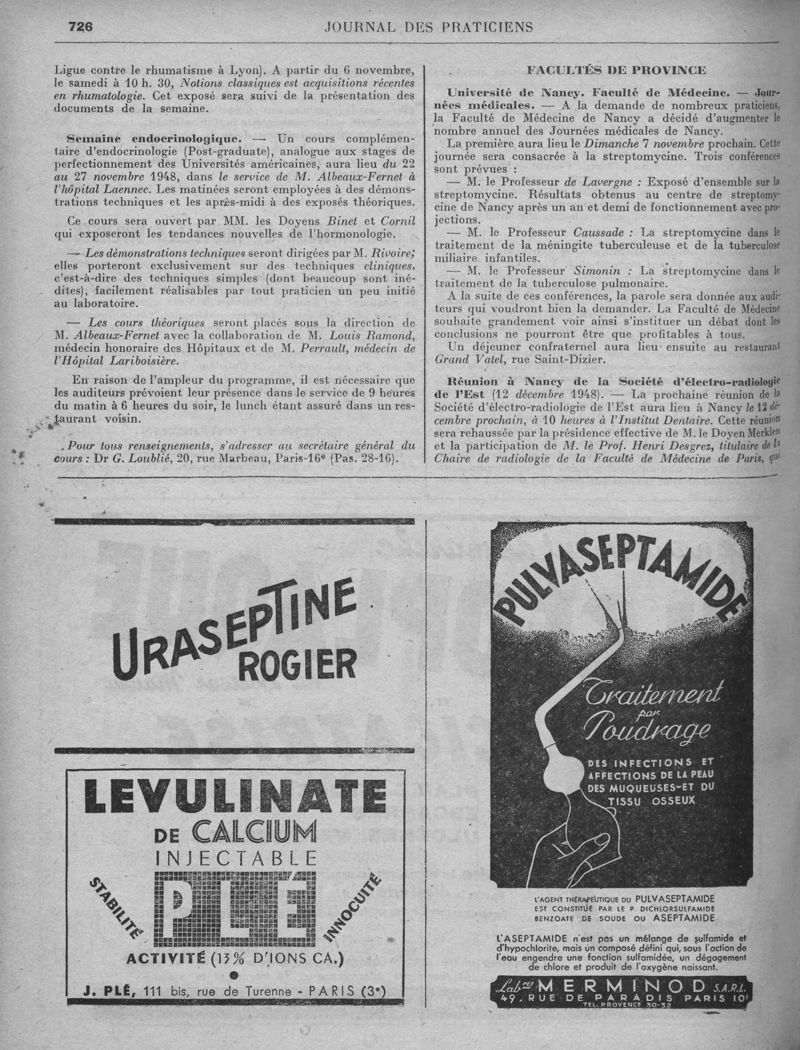 726
JOURNAL DES PRATICIENS
Ligue contre le rhumatisme à Lyon). A partir du 6 novembre,
le samedi à 10 h. 30, Notions classiques est acquisitions récentes
en rhumatologie. Cet exposé sera suivi de la présentation des
documents de la semaine.
Semaine endocrinologique. — Un cours complémen-
taire d'endocrinologie (Post-graduate), analogue aux stages de
perfectionnement des Universités américaines, aura lieu du 22
au 27 novembre 1948, dans le service de M. Albeaux-Fernet à
l'hôpital Laennec. Les matinées seront employées à des démons-
trations techniques et les après-midi à des exposés théoriques.
Ce cours sera ouvert par MM. les Doyens Binet et Cornil
qui exposeront les tendances nouvelles de l'hormonologie.
— Les démonstrations techniques seront dirigées par M. Rivoire;
elles porteront exclusivement sur des techniques cliniques,
c'est-à-dire des techniques simples (dont beaucoup sont iné-
dites), facilement réalisables par tout praticien un peu initié
au laboratoire.
— Les cours théoriques seront placés sous la direction de
M. Albeaux-Fernet avec la collaboration de M. Louis Ramond,
médecin honoraire des Hôpitaux et de M. Perrault, médecin de
l'Hôpital Lariboisière.
En raison de l'ampleur du programme, il est nécessaire que
les auditeurs prévoient leur présence dans le service de 9 heures
du matin à 6 heures du soir, le lunch étant assuré dans un res-
taurant voisin.
Pour tous renseignements, s'adresser au secrétaire général du
cours : Dr G. Loublié, 20, rue Marbeau, Paris-16e (Pas. 28-16).
FACULTÉS DE PROVINCE
Université de Nancy. Faculté de Médecine. — Jour-
nées médicales. — A la demande de nombreux praticiens,
la Faculté de Médecine de Nancy a décidé d'augmenter le
nombre annuel des Journées médicales de Nancy.
La première aura lieu le Dimanche 7 novembre prochain. Cette
journée sera consacrée à la streptomycine. Trois conférences
sont prévues :
— M. le Professeur de Lavergne : Exposé d'ensemble sur la
streptomycine. Résultats obtenus au centre de streptomy-
cine de Nancy après un an et demi de fonctionnement avec pro-
jections.
— M. le Professeur Caussade : La streptomycine dans le
traitement de la méningite tuberculeuse et de la tuberculose
miliaire infantiles.
— M. le Professeur Simonin : La streptomycine dans le
traitement de la tuberculose pulmonaire.
A la suite de ces conférences, la parole sera donnée aux audi-
teurs qui voudront bien la demander. La Faculté de Médecine
souhaite grandement voir ainsi s'instituer un débat dont les
conclusions ne pourront être que profitables à tous.
Un déjeuner confraternel aura lieu ensuite au restaurant
Grand Vatel, rue Saint-Dizier.
Réunion à Nancy de la Société d'électro-radiologie
de l'Est (12 décembre 1948). — La prochaine réunion de la
Société d'électro-radiologie de l'Est aura lieu à Nancy le 12 dé-
cembre prochain, à 10 heures à l'Institut Dentaire. Cette réunion
sera rehaussée par la présidence effective de M. le Doyen Merklen
et la participation de M. le Prof. Henri Desgrez, titulaire de la
Chaire de radiologie de la Faculté de Médecine de Paris, qui
URASEPTINE
ROGIER
LEVULINATE
DE CALCIUM
INJECTABLE
STABILITÉ
PLÉ
INNOCUITÉ
ACTIVITÉ (13% D'IONS CA.)
J. PLÉ, 111 bis, rue de Turenne - PARIS (3e)
PULVASEPTAMIDE
Traitement
par
Poudrage
DES INFECTIONS ET
AFFECTIONS DE LA PEAU
DES MUQUEUSES-ET DU
TISSU OSSEUX
L'AGENT THÉRAPEUTIQUE DU PULVASEPTAMIDE
EST CONSTITUÉ PAR LE P. DICHLORSULFAMIDE
BENZOATE DE SOUDE OU ASEPTAMIDE
L'ASEPTAMIDE n'est pas un mélange de sulfamide et
d'hypochlorite, mais un composé défini qui, sous l'action de
l'eau engendre une fonction sulfamidée, un dégagement
de chlore et produit de l'oxygène naissant.
Lab res MERMINOD S.A.R.L.
49, RUE DE PARADIS PARIS 10e
TEL. PROVENCE 30-32